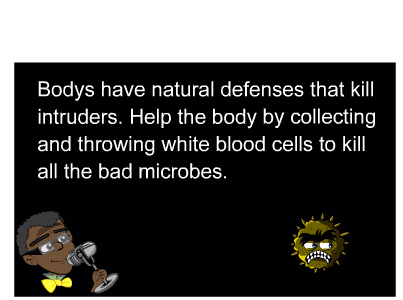 Bodys have natural defenses that kill
intruders. Help the body by collecting
and throwing white blood cells to kill
all the bad microbes.